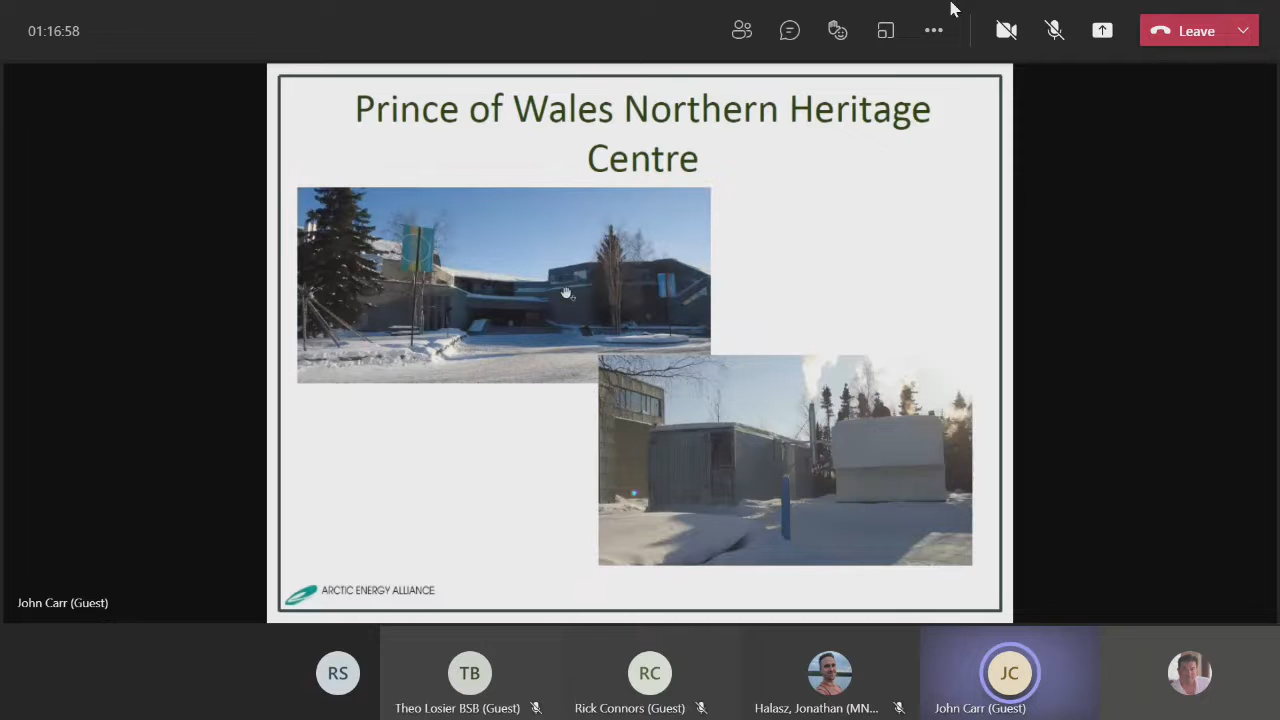 01:16:58
Leave
Prince of Wales Northern Heritage
Centre
ARCTIC ENERGY ALLIANCE
John Carr (Guest)
RS
TB
RC
JC
Theo Losier BSB (Guest)
Rick Connors (Guest)
Halasz, Jonathan (MN...
John Carr (Guest)